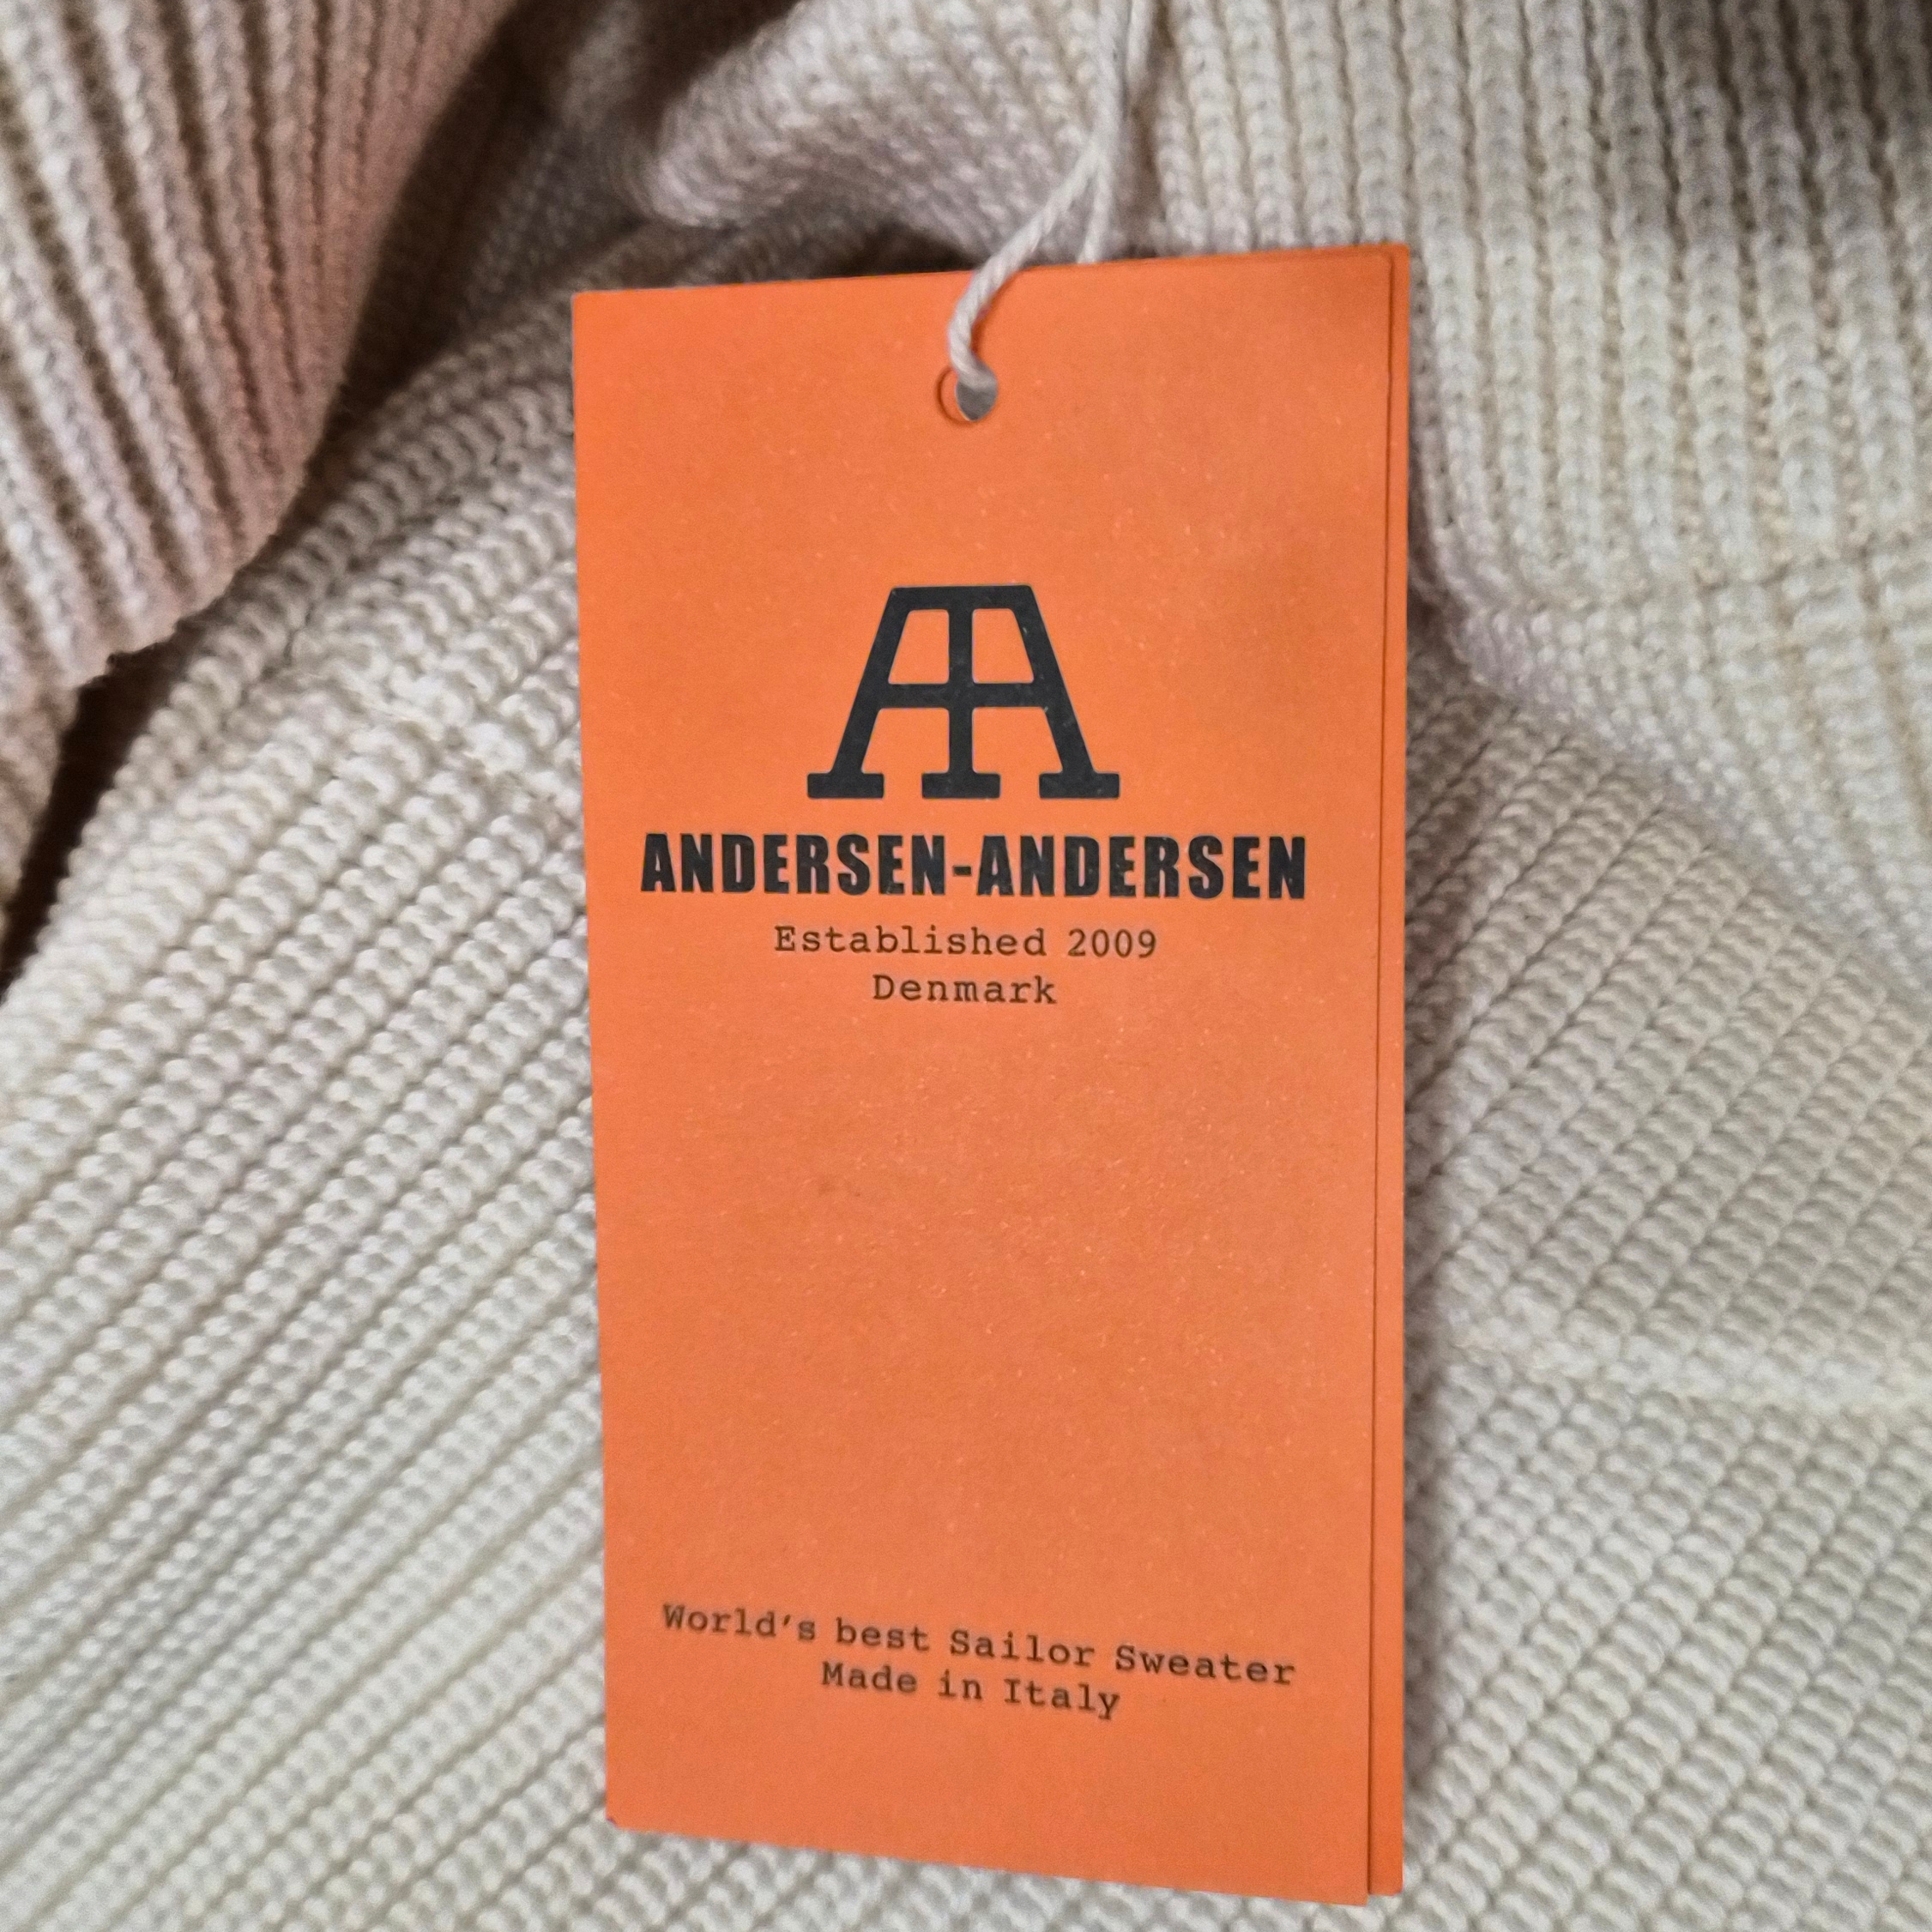 ANDERSEN-ANDERSEN
Established 2009
Denmark
World's best Sailor Sweater
Made in Italy